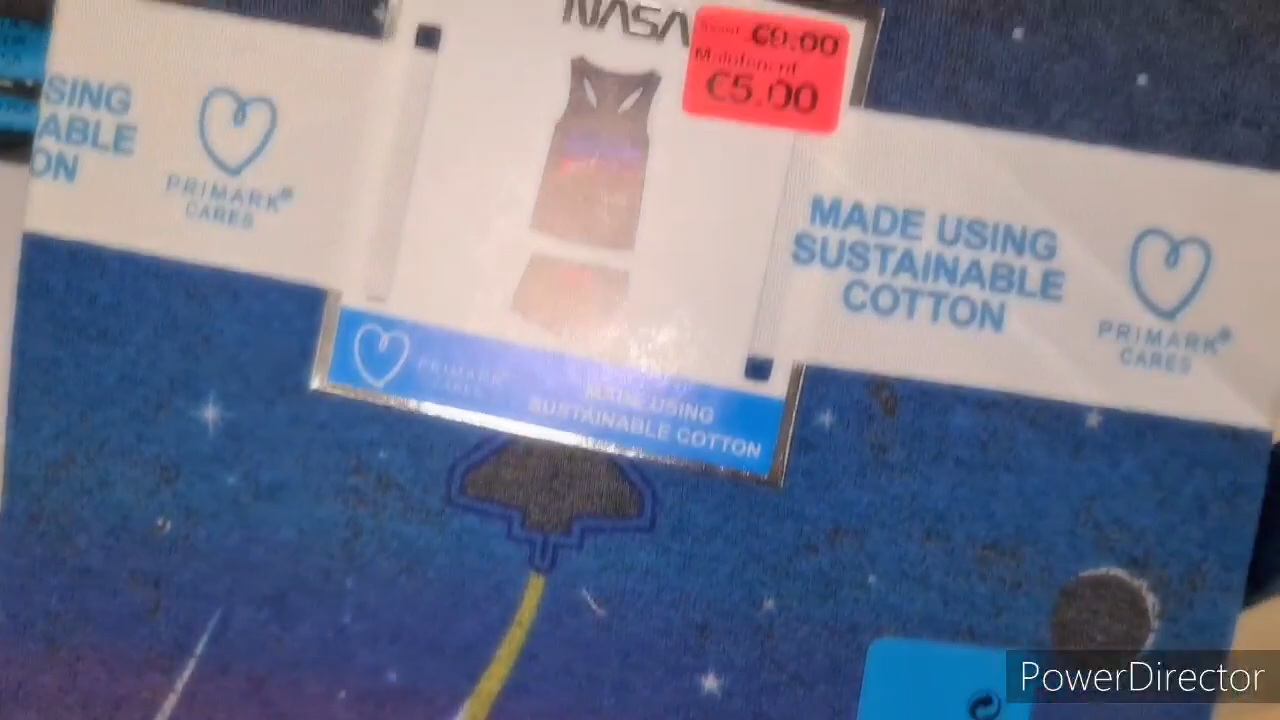 NASA
€9.00
Maintenant
€5.00
SING
ABLE
ON
PRIMARK®
CARES
MADE USING
SUSTAINABLE
COTTON
PRIMARK®
CARES
PRIMARK
CARES
MADE USING
SUSTAINABLE COTTON
PowerDirector